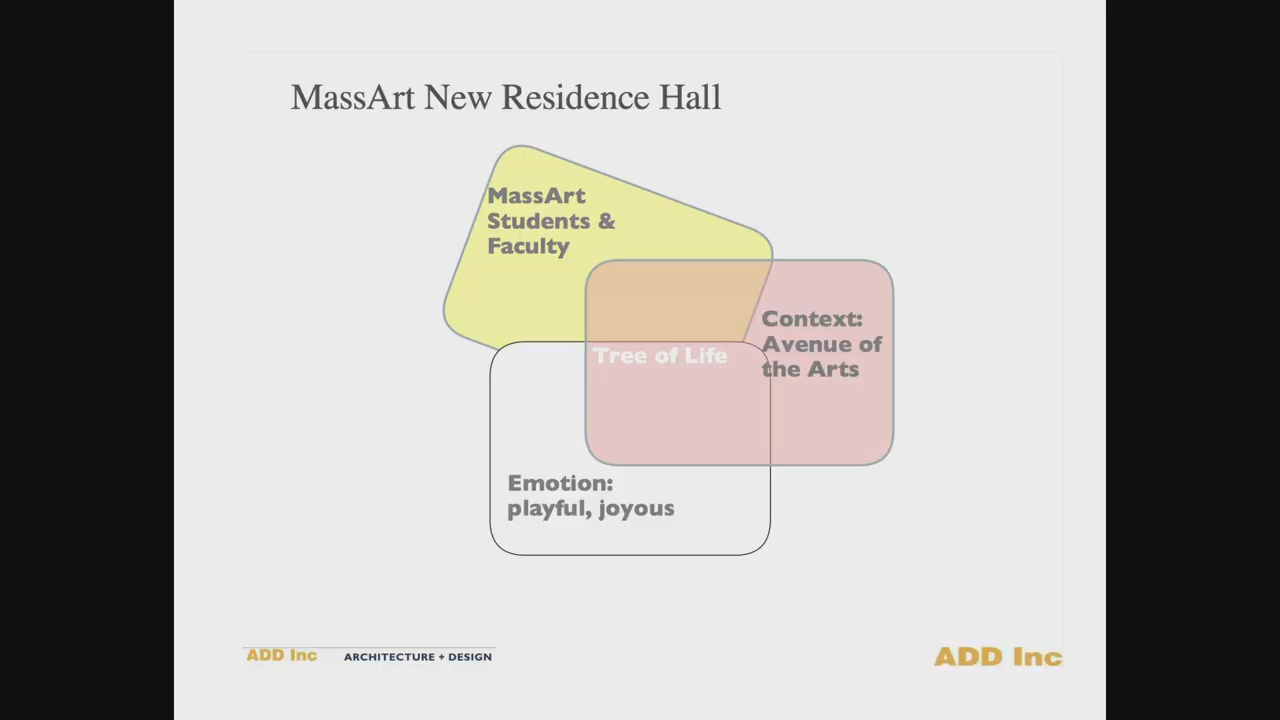 MassArt New Residence Hall
MassArt
Students &
Faculty
Context:
Avenue of
the Arts
Tree of Life
Emotion:
playful, joyous
ADD Inc
ARCHITECTURE + DESIGN
ADD Inc